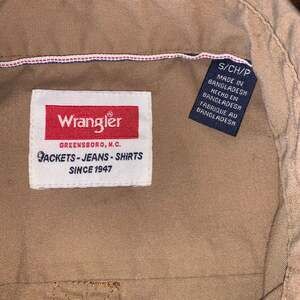 S/CH/P
MADE IN
BANGLADESH
HECHO EN
BANGLADESH
FABRIQUÉ AU
BANGLADESH
Wrangler
GREENSBORO, N.C.
JACKETS - JEANS - SHIRTS
SINCE 1947